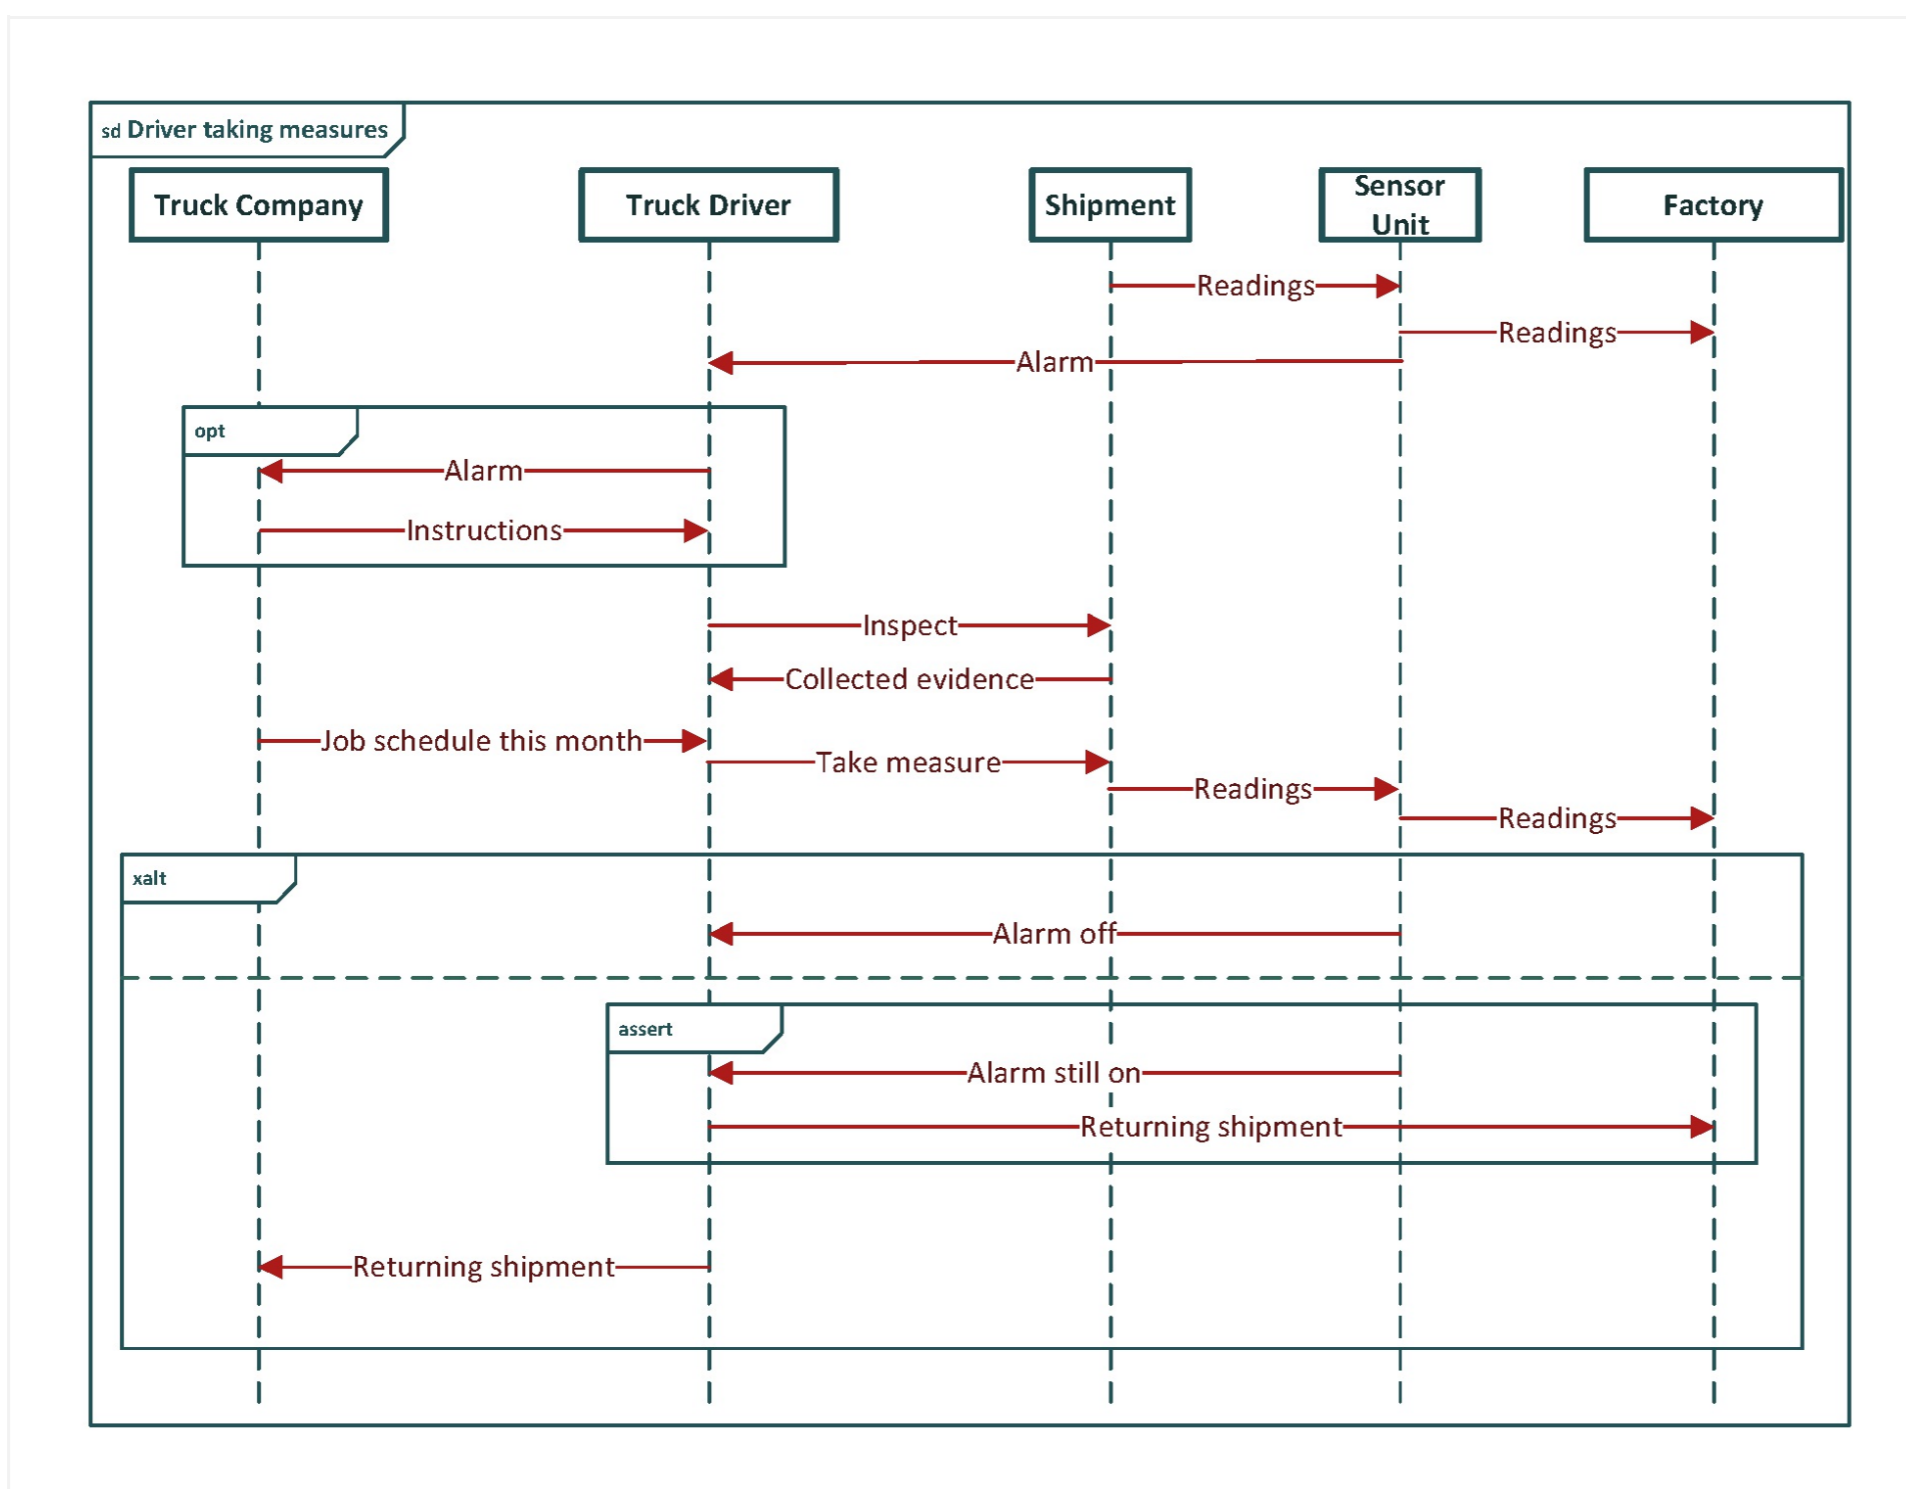 sd Driver taking measures
Truck Company
Truck Driver
Shipment
Sensor
Unit
Factory
Readings
Readings
Alarm
opt
Alarm
Instructions
Inspect
Collected evidence
Job schedule this month
Take measure
Readings
Readings
xalt
Alarm off
assert
Alarm still on
Returning shipment
Returning shipment